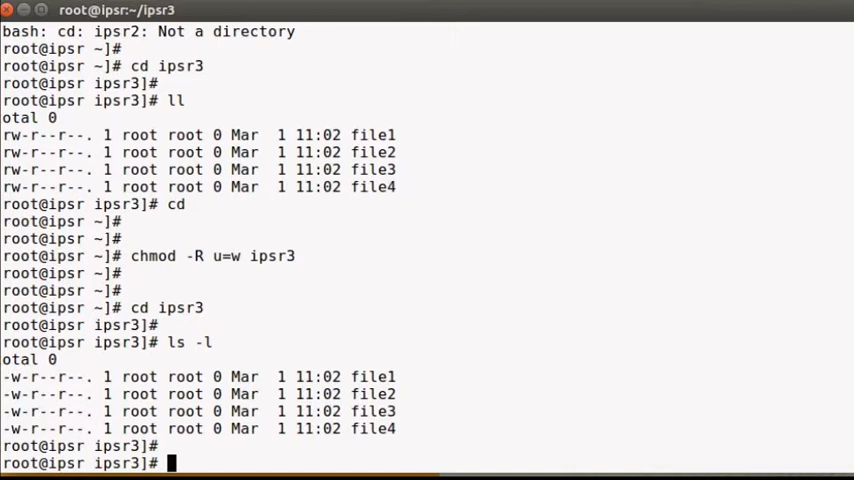 root@ipsr:~/ipsr3
bash: cd: ipsr2: Not a directory
root@ipsr ~]#
root@ipsr ~]# cd ipsr3
root@ipsr ipsr3]#
root@ipsr ipsr3]# ll
otal 0
rw-r--r--. 1 root root 0 Mar  1 11:02 file1
rw-r--r--. 1 root root 0 Mar  1 11:02 file2
rw-r--r--. 1 root root 0 Mar  1 11:02 file3
rw-r--r--. 1 root root 0 Mar  1 11:02 file4
root@ipsr ipsr3]# cd
root@ipsr ~]#
root@ipsr ~]#
root@ipsr ~]# chmod -R u=w ipsr3
root@ipsr ~]#
root@ipsr ~]#
root@ipsr ~]# cd ipsr3
root@ipsr ipsr3]#
root@ipsr ipsr3]# ls -l
otal 0
-w-r--r--. 1 root root 0 Mar  1 11:02 file1
-w-r--r--. 1 root root 0 Mar  1 11:02 file2
-w-r--r--. 1 root root 0 Mar  1 11:02 file3
-w-r--r--. 1 root root 0 Mar  1 11:02 file4
root@ipsr ipsr3]#
root@ipsr ipsr3]#